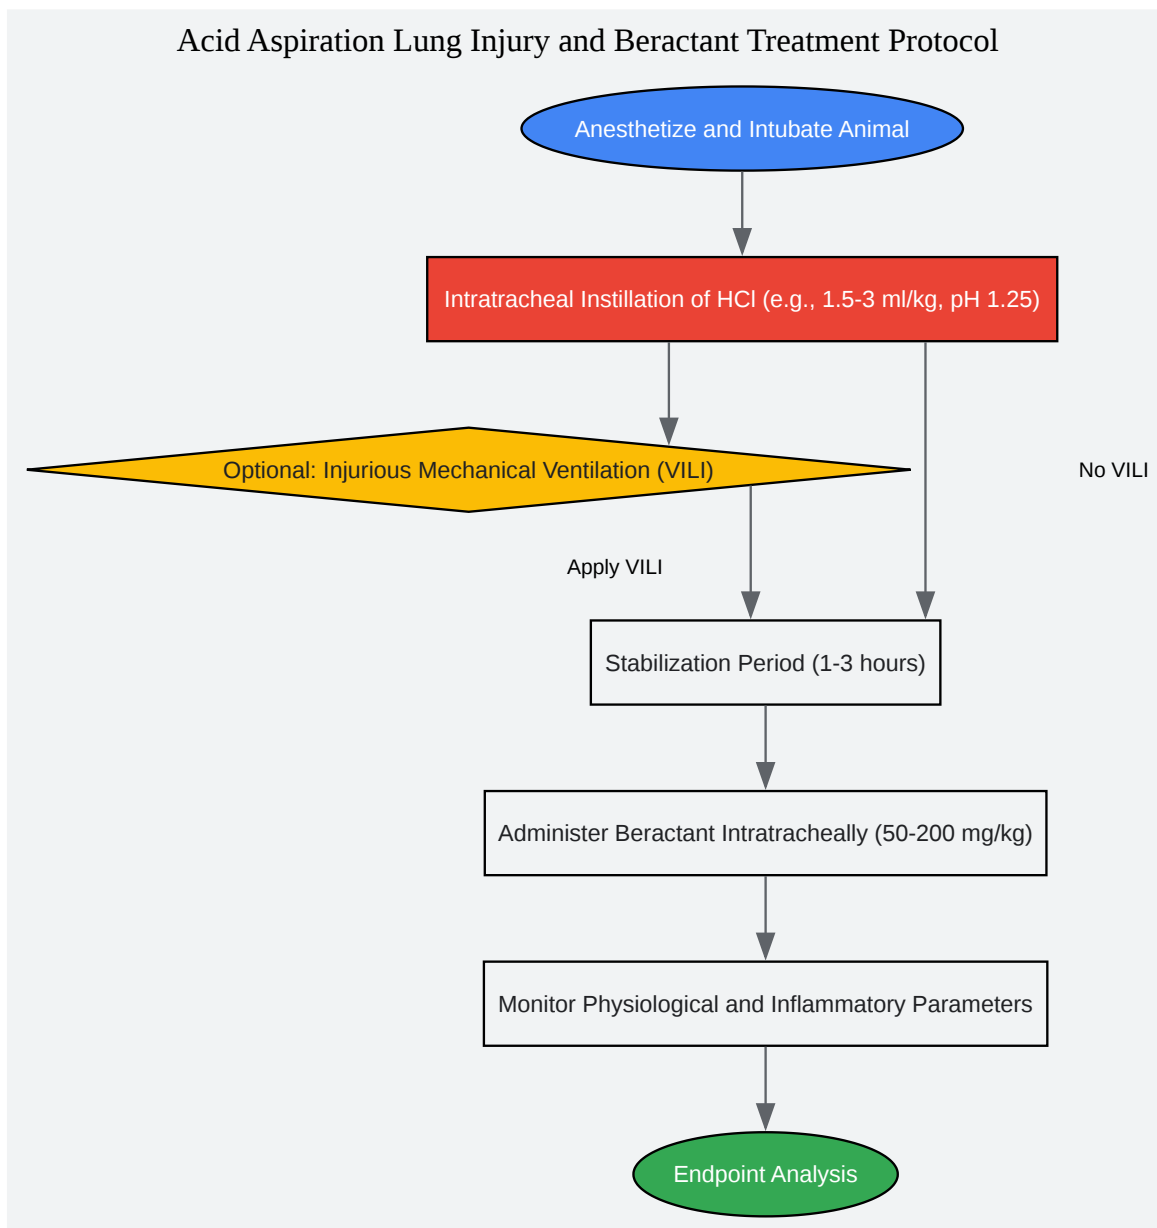 Acid Aspiration Lung Injury and Beractant Treatment Protocol
Anesthetize and Intubate Animal
Intratracheal Instillation of HCl (e.g., 1.5-3 ml/kg, pH 1.25)
Optional: Injurious Mechanical Ventilation (VILI)
No VILI
Apply VILI
Stabilization Period (1-3 hours)
Administer Beractant Intratracheally (50-200 mg/kg)
Monitor Physiological and Inflammatory Parameters
Endpoint Analysis